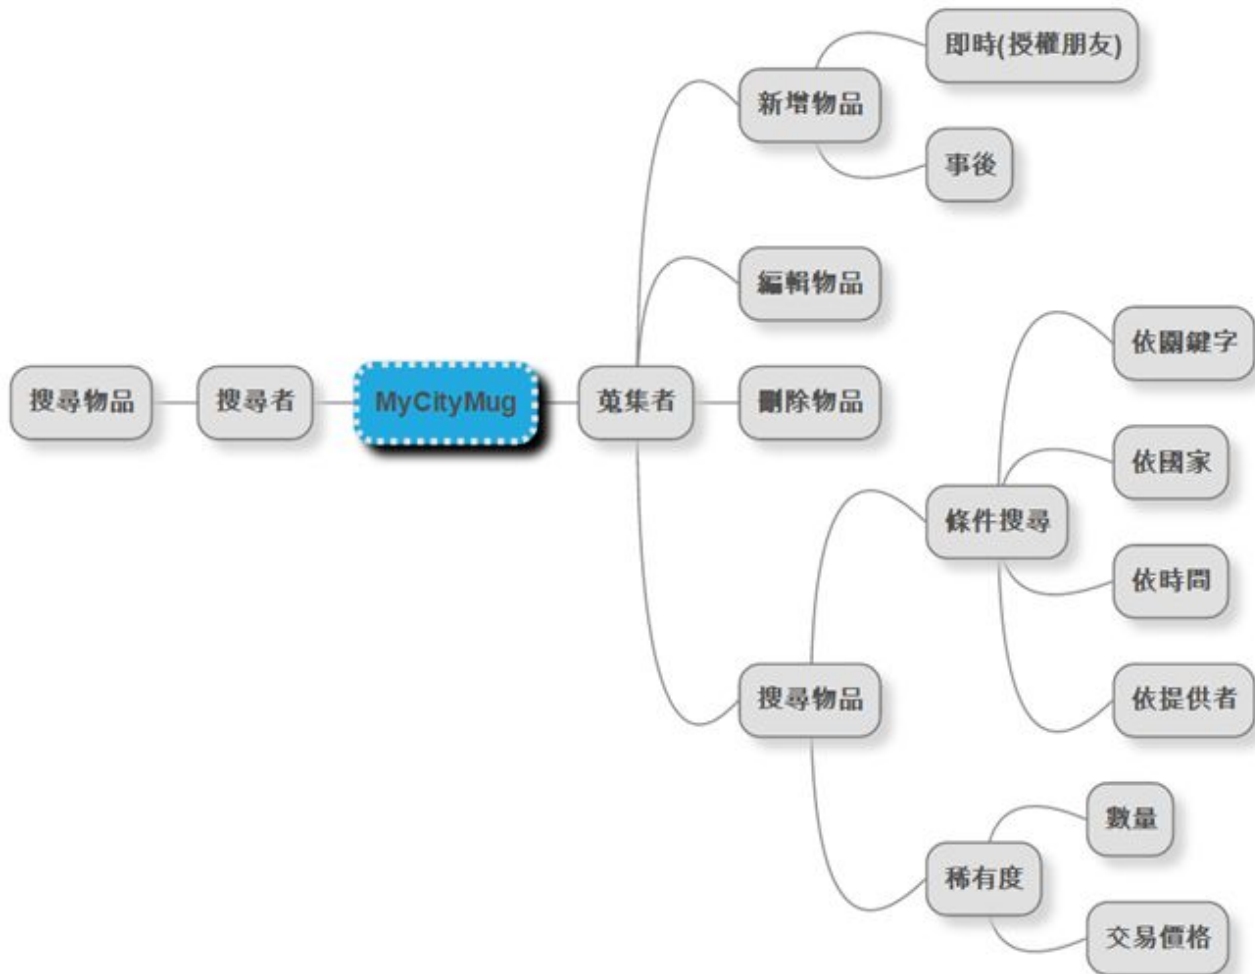 即時(授權朋友)
新增物品
事後
編輯物品
依關鍵字
搜尋物品
搜尋者
MyCityMug
蒐集者
刪除物品
依國家
條件搜尋
依時間
搜尋物品
依提供者
數量
稀有度
交易價格